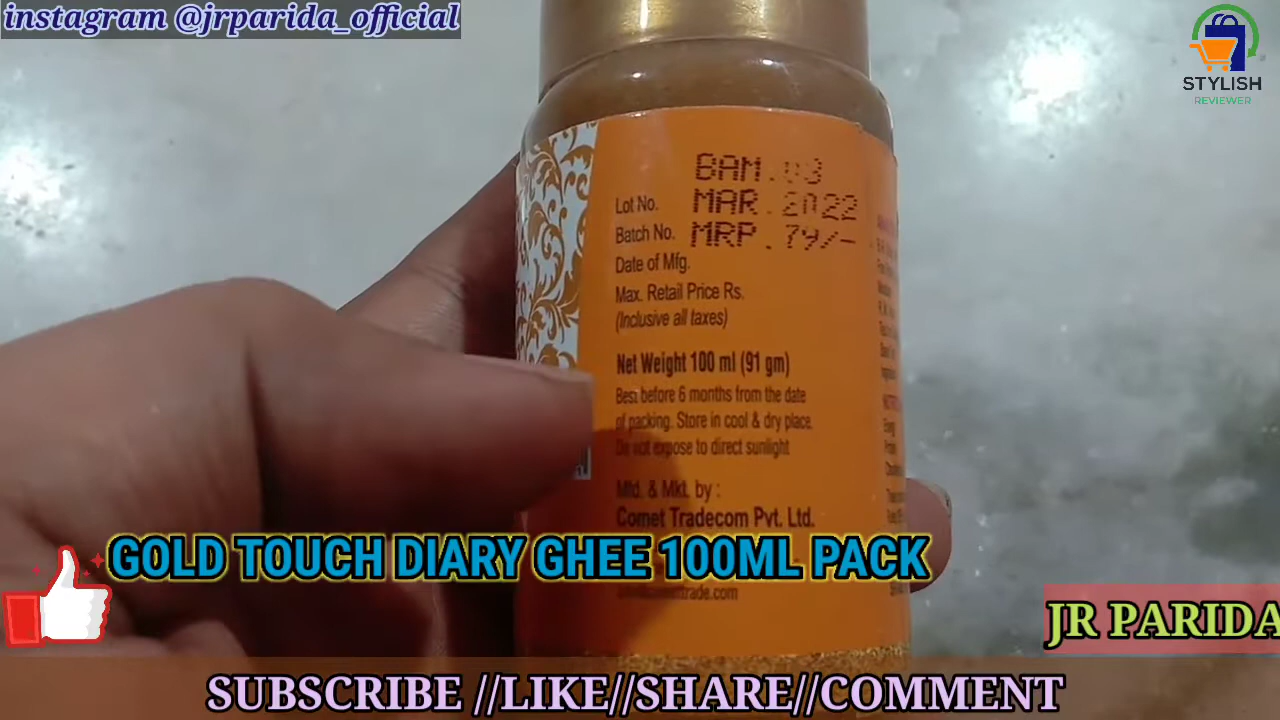 instagram @jrparida_official
STYLISH
REVIEWER
BAM.03
Lot No. MAR.2022
Batch No. MRP.79/-
Date of Mfg.
Max. Retail Price Rs.
(Inclusive all taxes)
Net Weight 100 ml (91 gm)
Best before 6 months from the date
of packing. Store in cool & dry place.
Do not expose to direct sunlight
Mfd. & Mkt. by :
Comet Tradecom Pvt. Ltd.
GOLD TOUCH DIARY GHEE 100ML PACK
JR PARIDA
SUBSCRIBE //LIKE//SHARE//COMMENT